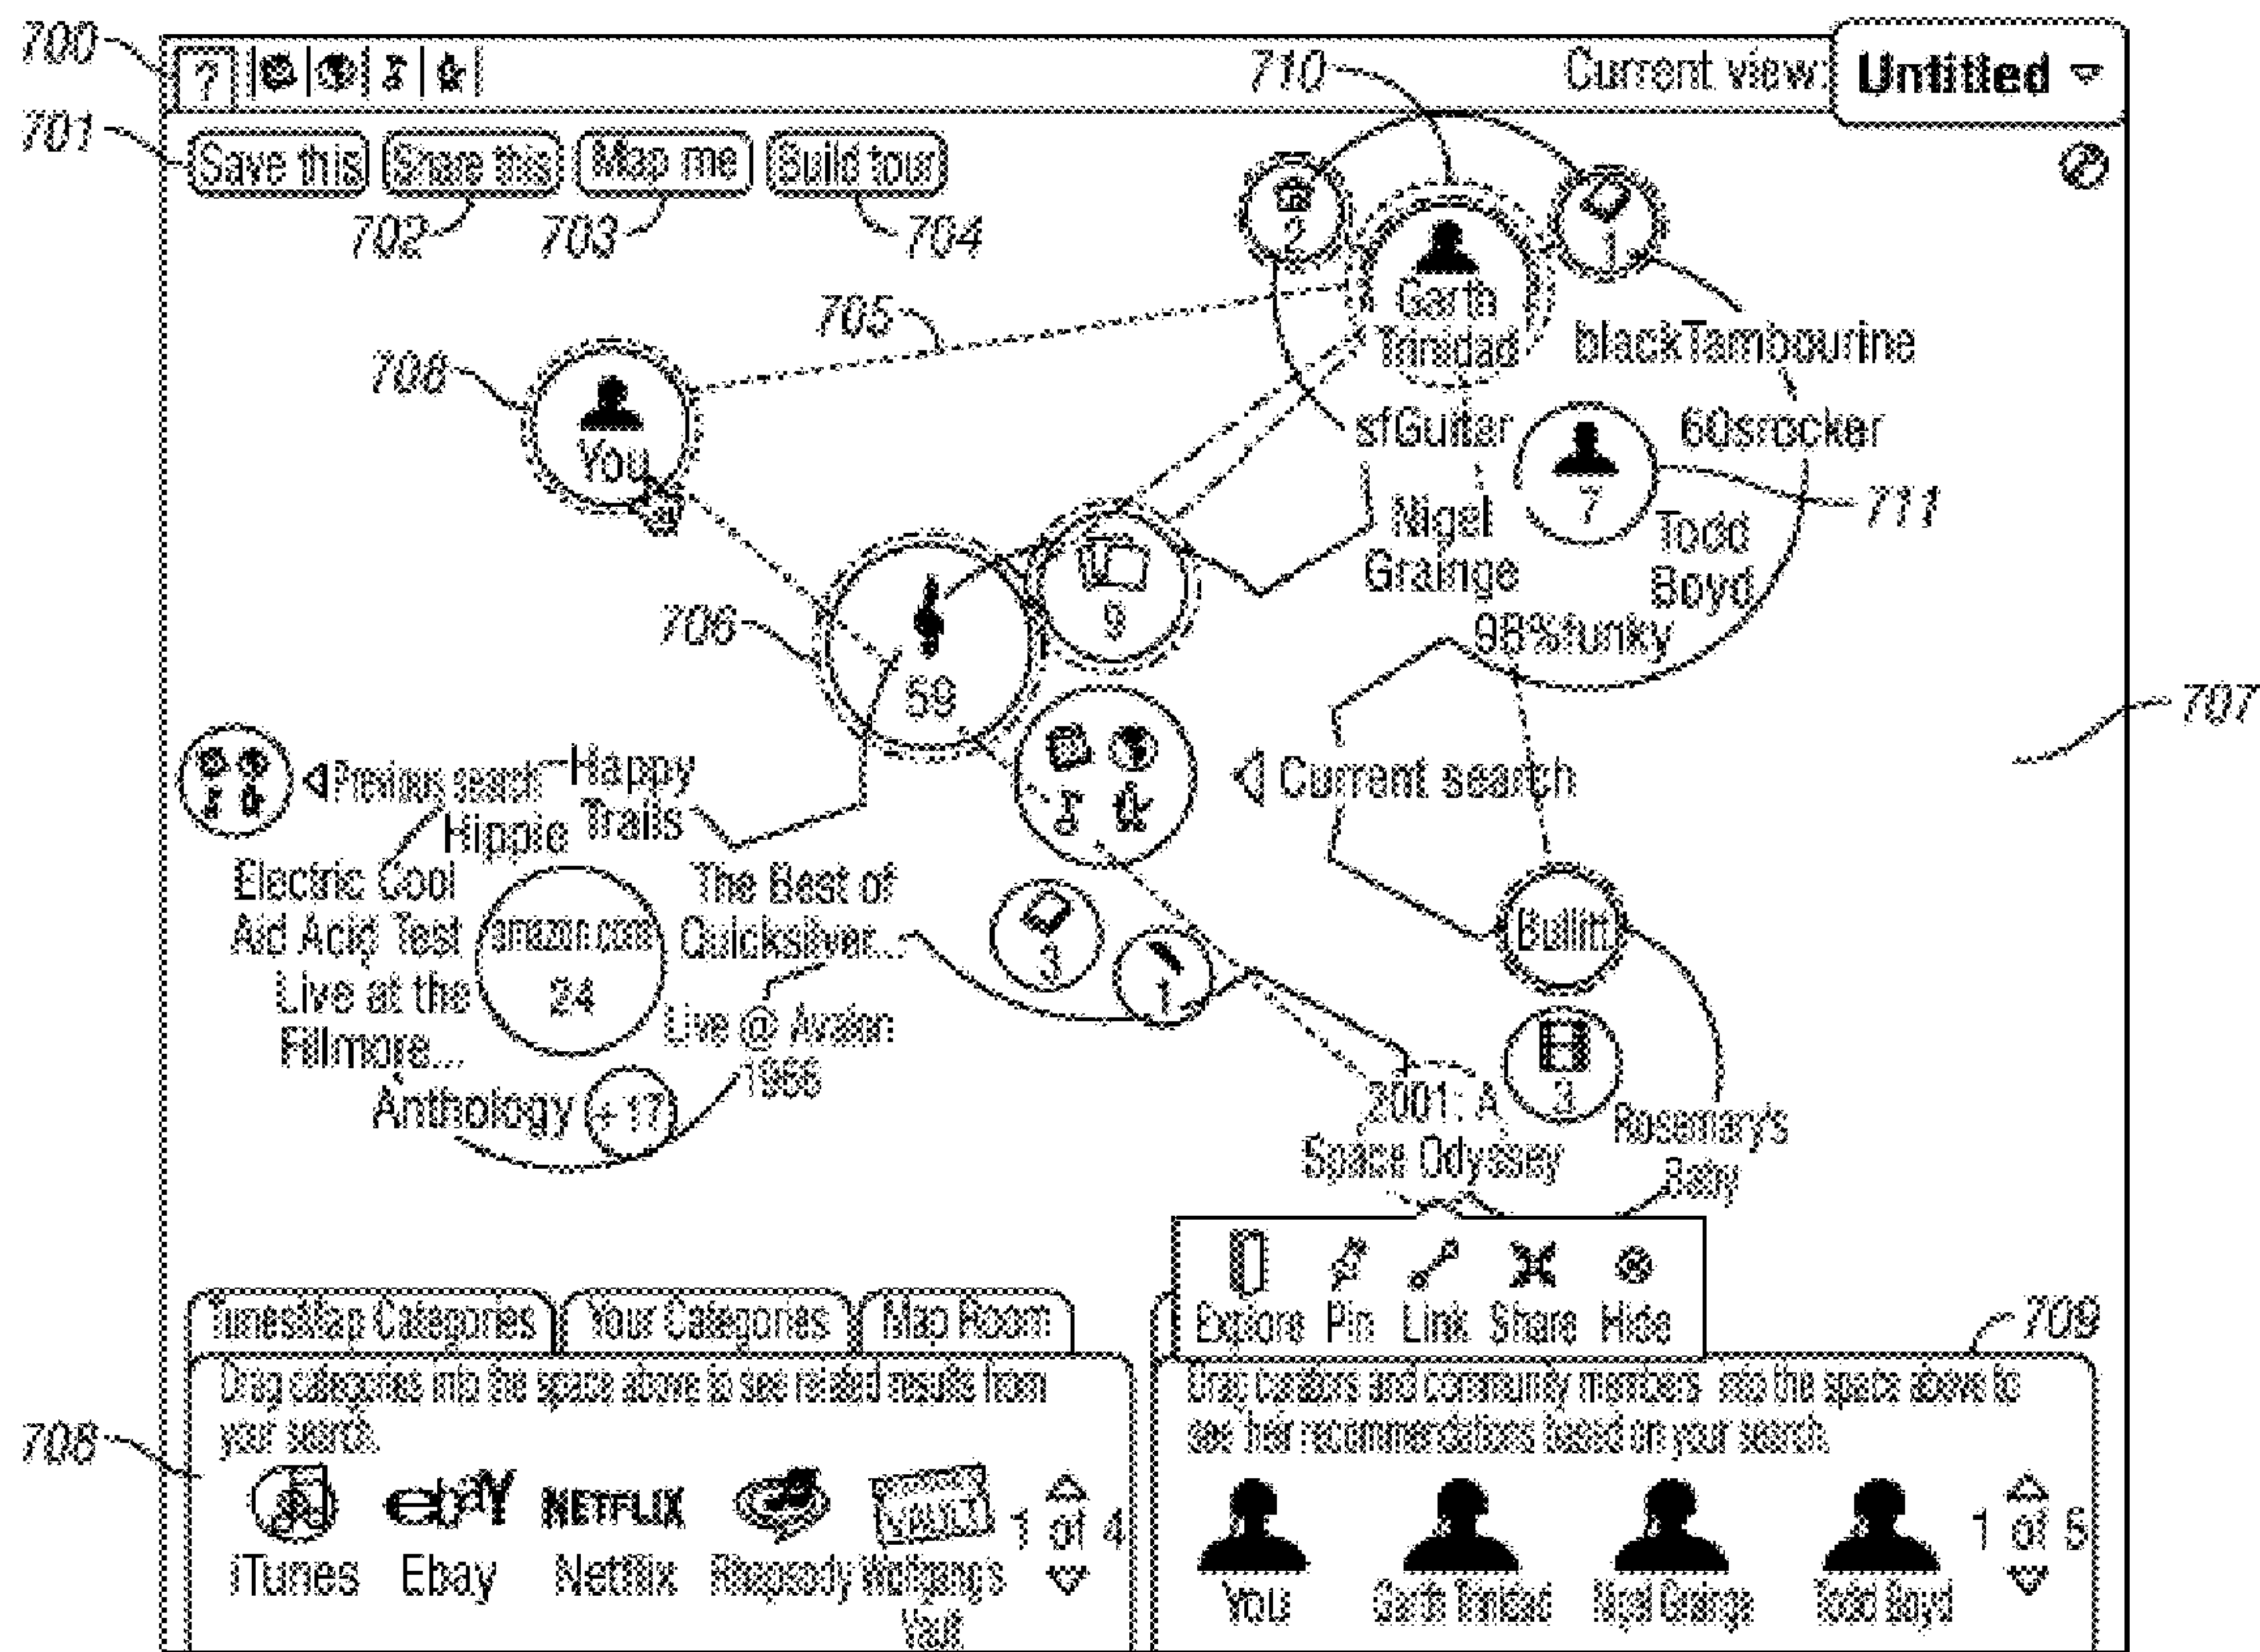 700
?
Current view:
Untitled
701
Save this
Share this
Map me
Build tour
702
703
704
710
2
1
Garth
Trinidad
705
blackTambourine
708
You
sfGuitar
60srocker
7
711
Nigel
Grainge
Todd
Boyd
98%funky
9
706
59
707
Previous search
Happy
Trails
Hippie
Current search
Electric Cool
Aid Acid Test
amazon.com
24
The Best of
Quicksilver...
3
1
Bullitt
Live at the
Fillmore...
Live @ Avalon
1966
Anthology
+17
2001: A
Space Odyssey
3
Rosemary's
Baby
Explore
Pin
Link
Share
Hide
TunesMap Categories
Your Categories
Map Room
709
Drag categories into the space above to see related results from
your search.
Drag curators and community members into the space above to
see their recommendations based on your search.
708
ebay
NETFLIX
VAULT
1 of 4
1 of 5
iTunes
Ebay
Netflix
Rhapsody
Wolfgang's
Vault
You
Garth Trinidad
Nigel Grainge
Todd Boyd